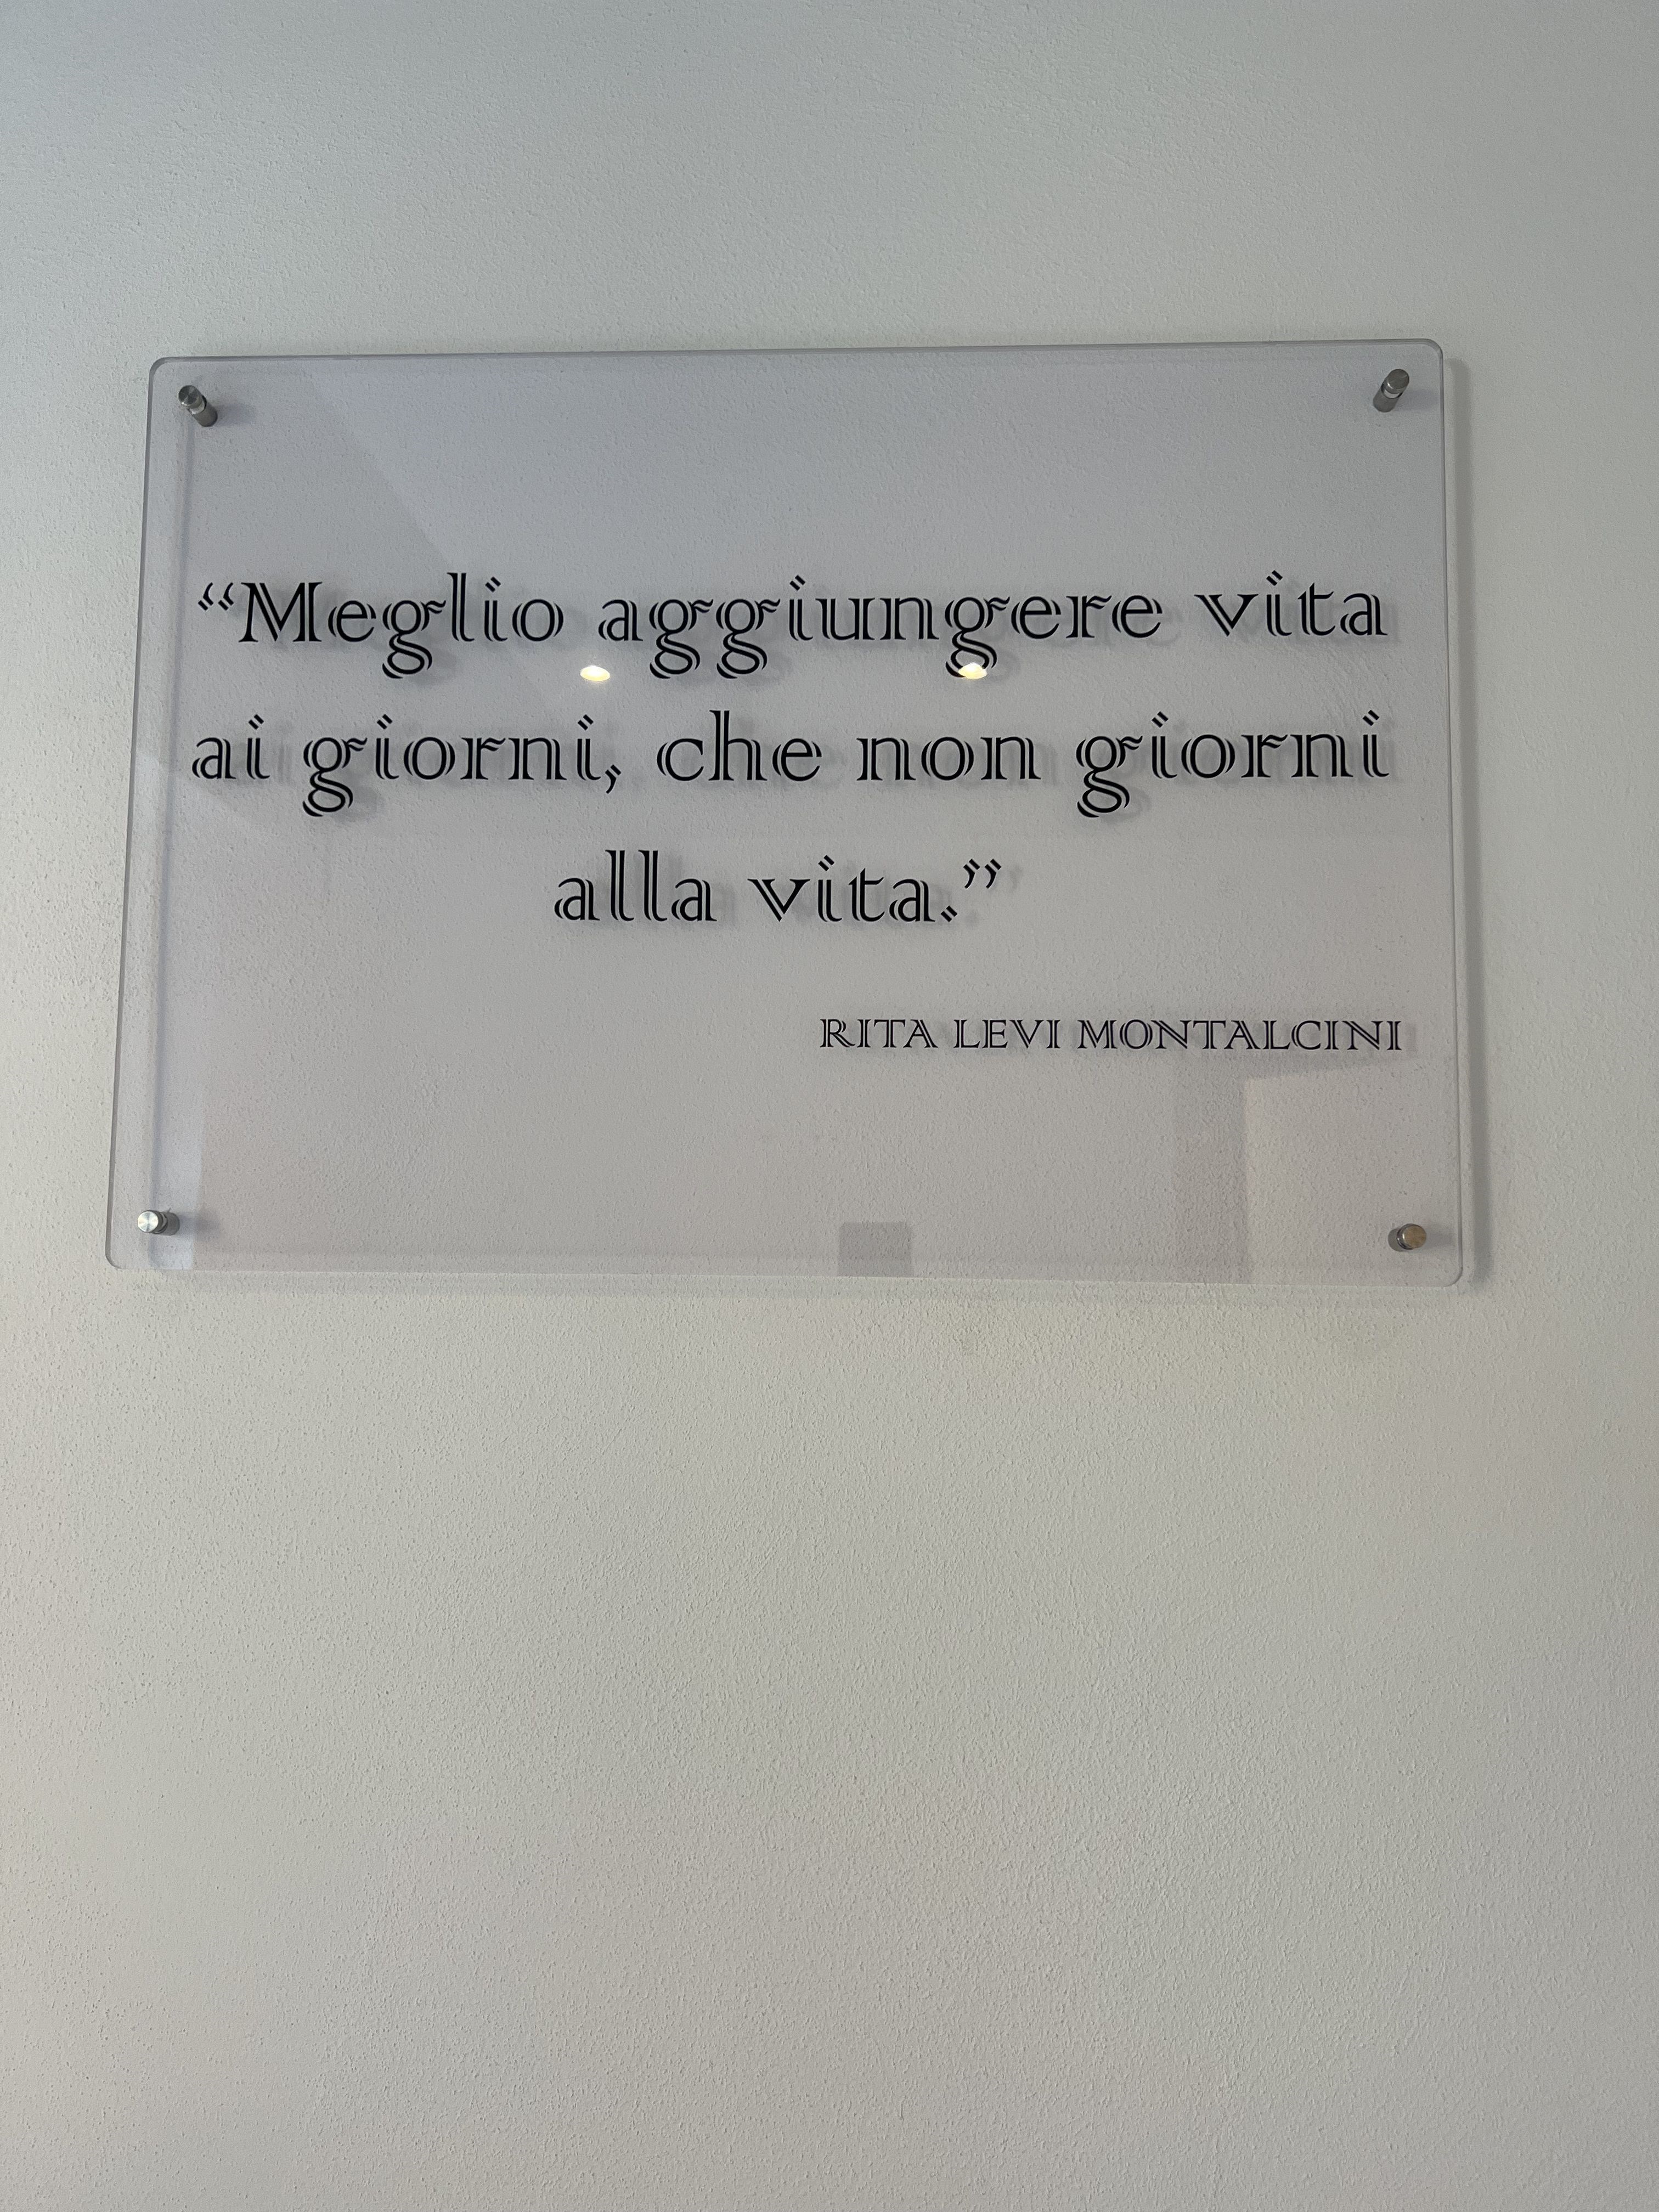 “Meglio aggiungere vita
ai giorni, che non giorni
alla vita.”
RITA LEVI MONTALCINI